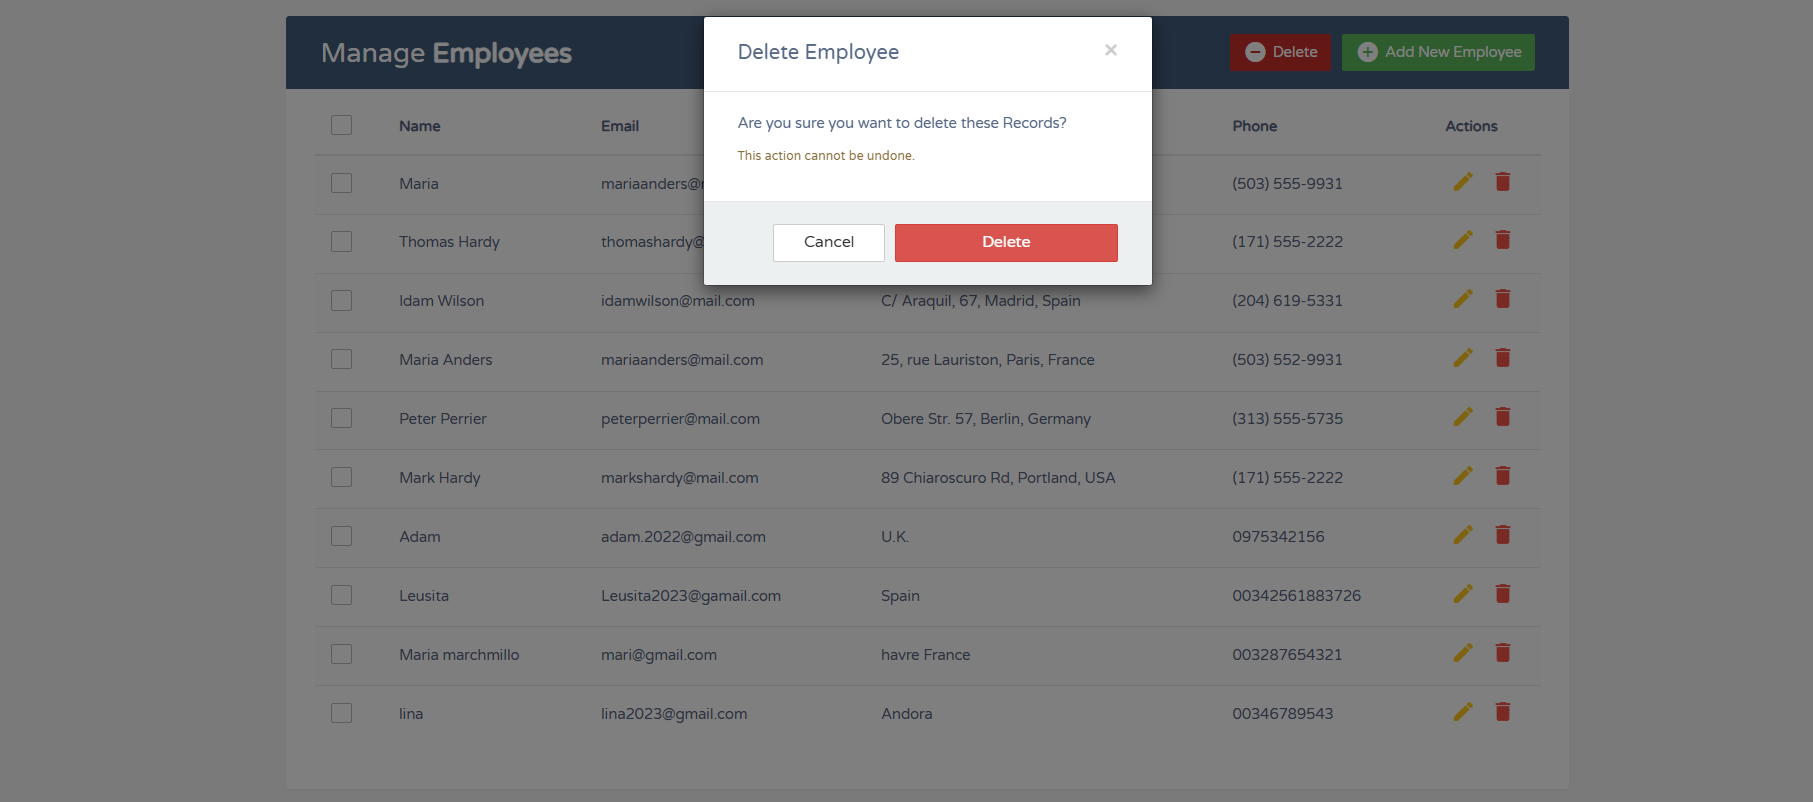 Manage Employees
Delete
Add New Employee
Delete Employee
×
Are you sure you want to delete these Records?
This action cannot be undone.
Cancel
Delete
Name Email Phone Actions
Maria mariaanders@ (503) 555-9931
Thomas Hardy thomashardy@ (171) 555-2222
Idam Wilson idamwilson@mail.com C/ Araquil, 67, Madrid, Spain (204) 619-5331
Maria Anders mariaanders@mail.com 25, rue Lauriston, Paris, France (503) 552-9931
Peter Perrier peterperrier@mail.com Obere Str. 57, Berlin, Germany (313) 555-5735
Mark Hardy markshardy@mail.com 89 Chiaroscuro Rd, Portland, USA (171) 555-2222
Adam adam.2022@gmail.com U.K. 0975342156
Leusita Leusita2023@gamail.com Spain 00342561883726
Maria marchmillo mari@gmail.com havre France 003287654321
lina lina2023@gmail.com Andora 00346789543